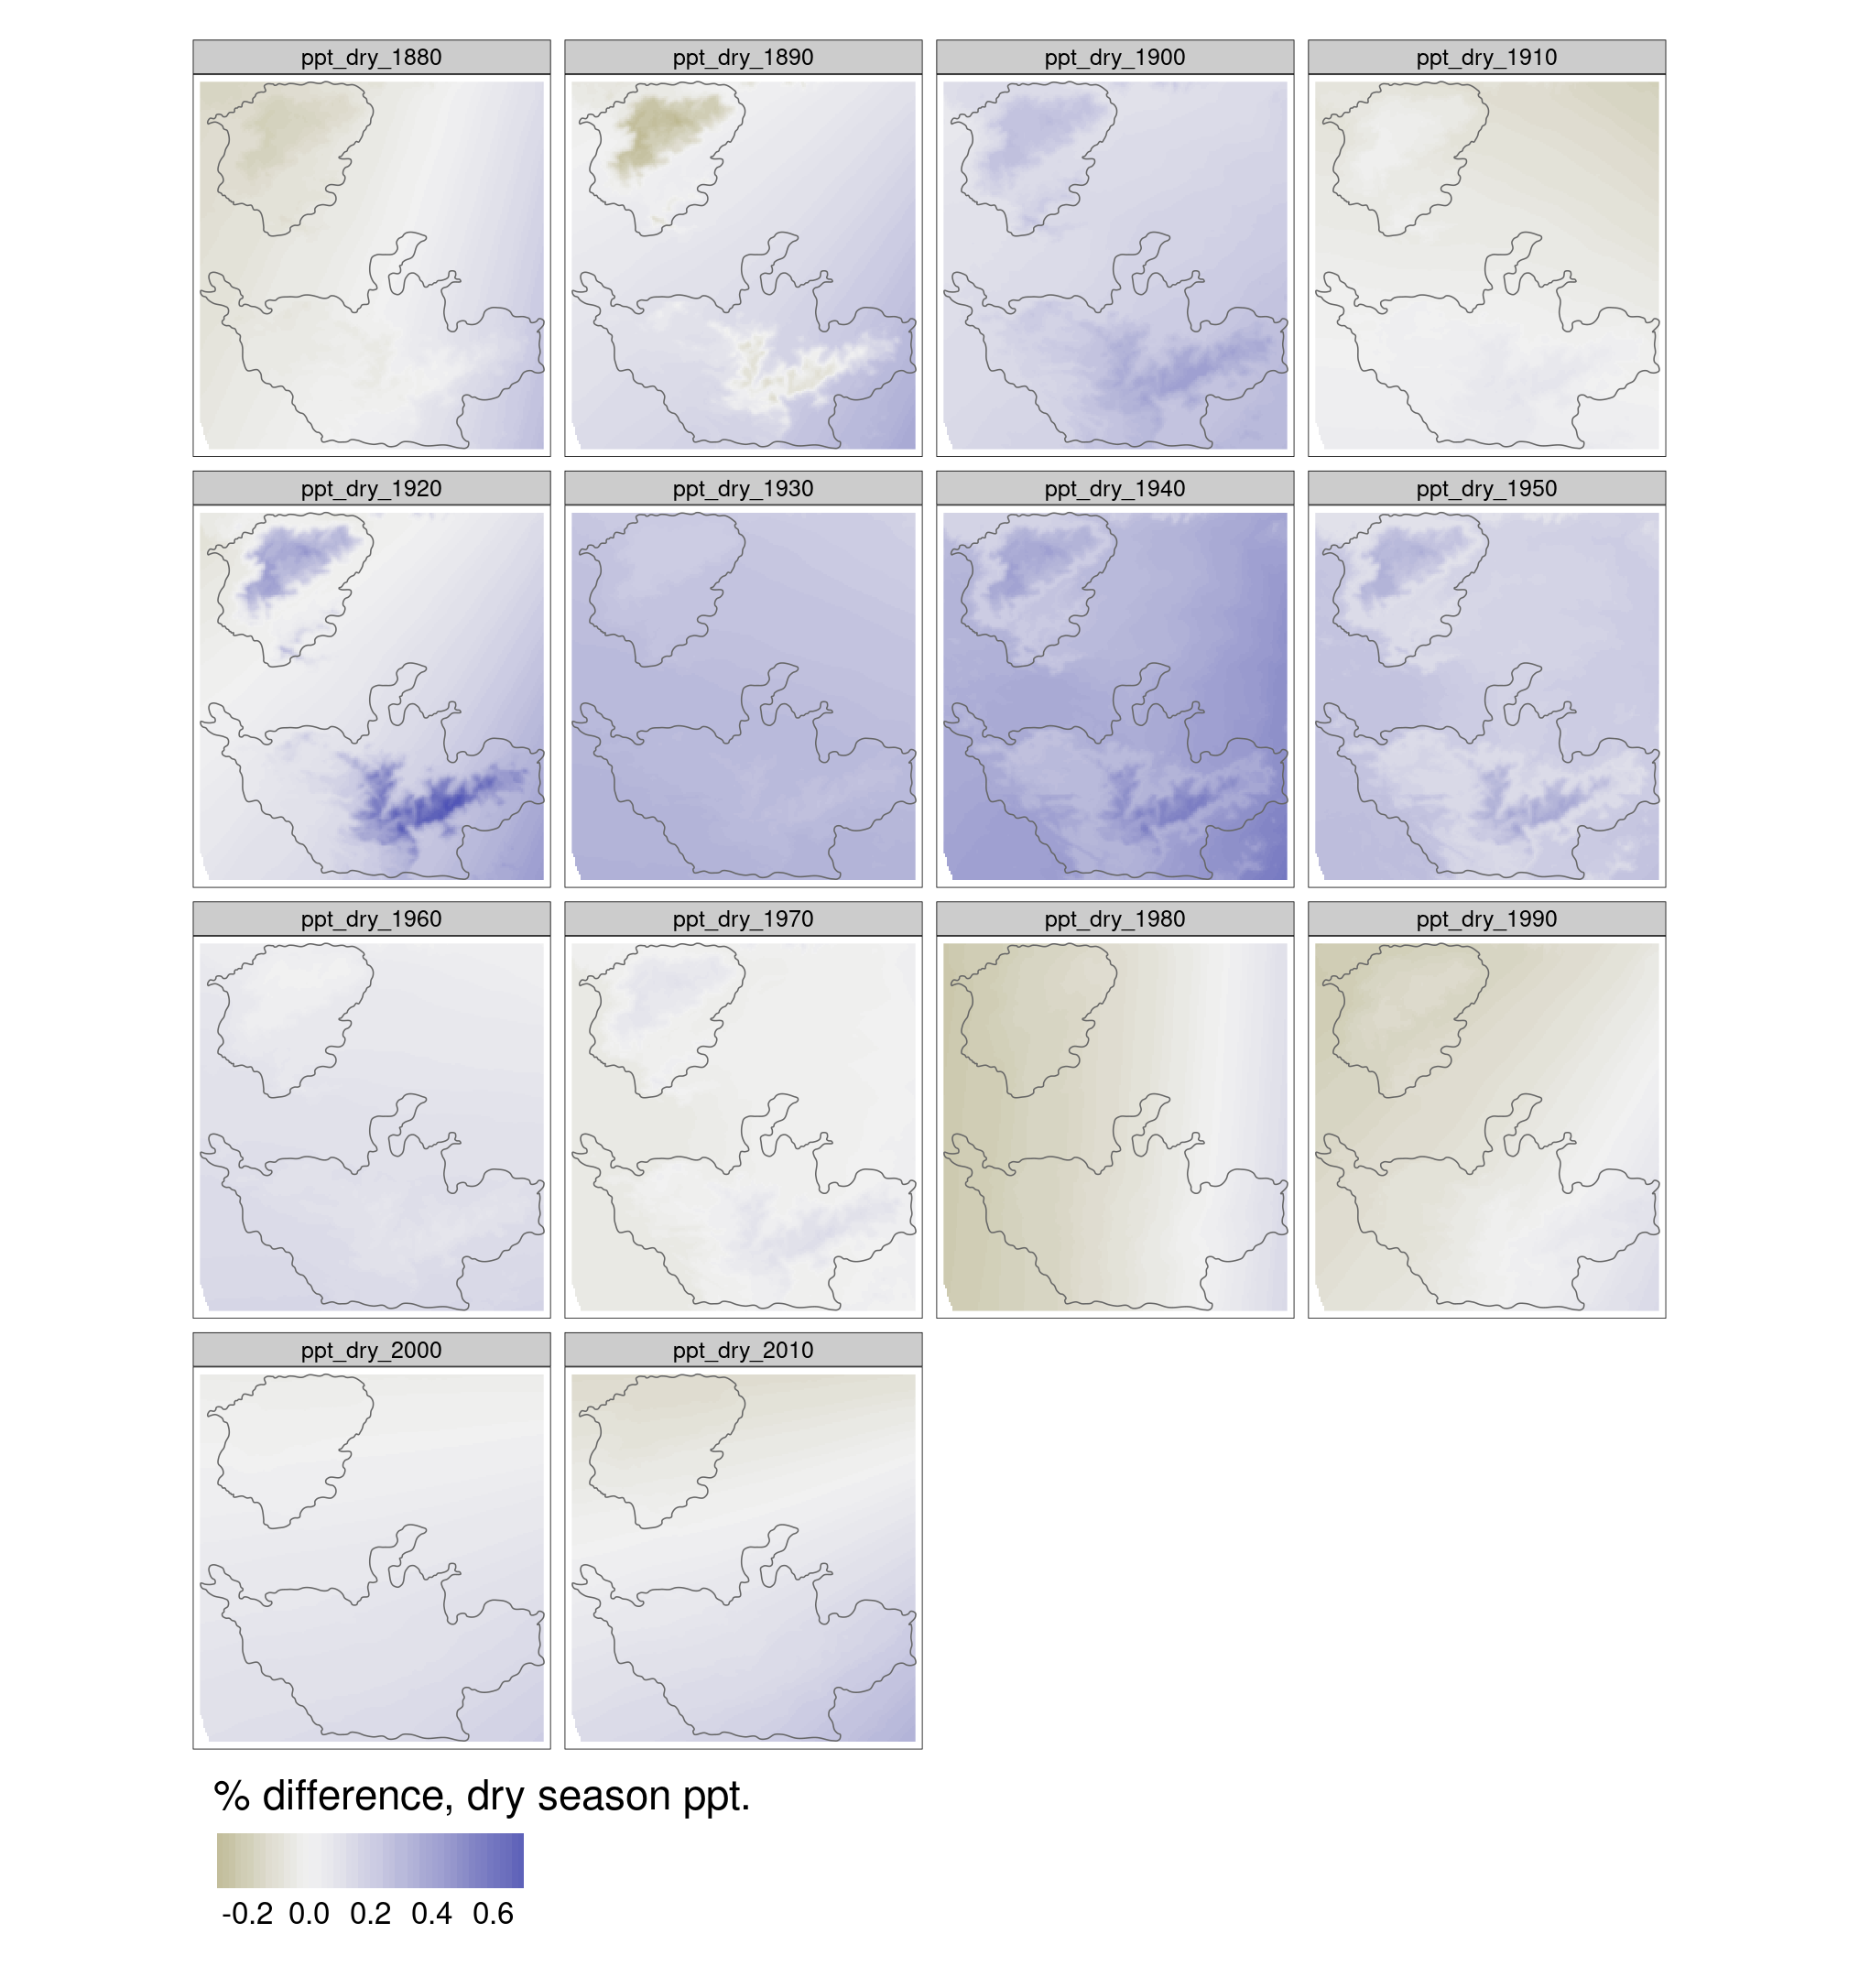 ppt_dry_1880
ppt_dry_1890
ppt_dry_1900
ppt_dry_1910
ppt_dry_1920
ppt_dry_1930
ppt_dry_1940
ppt_dry_1950
ppt_dry_1960
ppt_dry_1970
ppt_dry_1980
ppt_dry_1990
ppt_dry_2000
ppt_dry_2010
% difference, dry season ppt.
-0.2 0.0 0.2 0.4 0.6